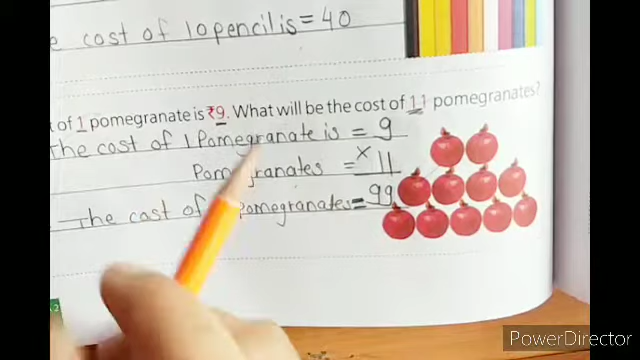 e cost of 10 pencil is = 40
of 1 pomegranate is ₹9. What will be the cost of 11 pomegranates?
The cost of 1 Pomegranate is = 9
Pomegranates = × 11
The cost of Pomegranates = 99
2
PowerDirector